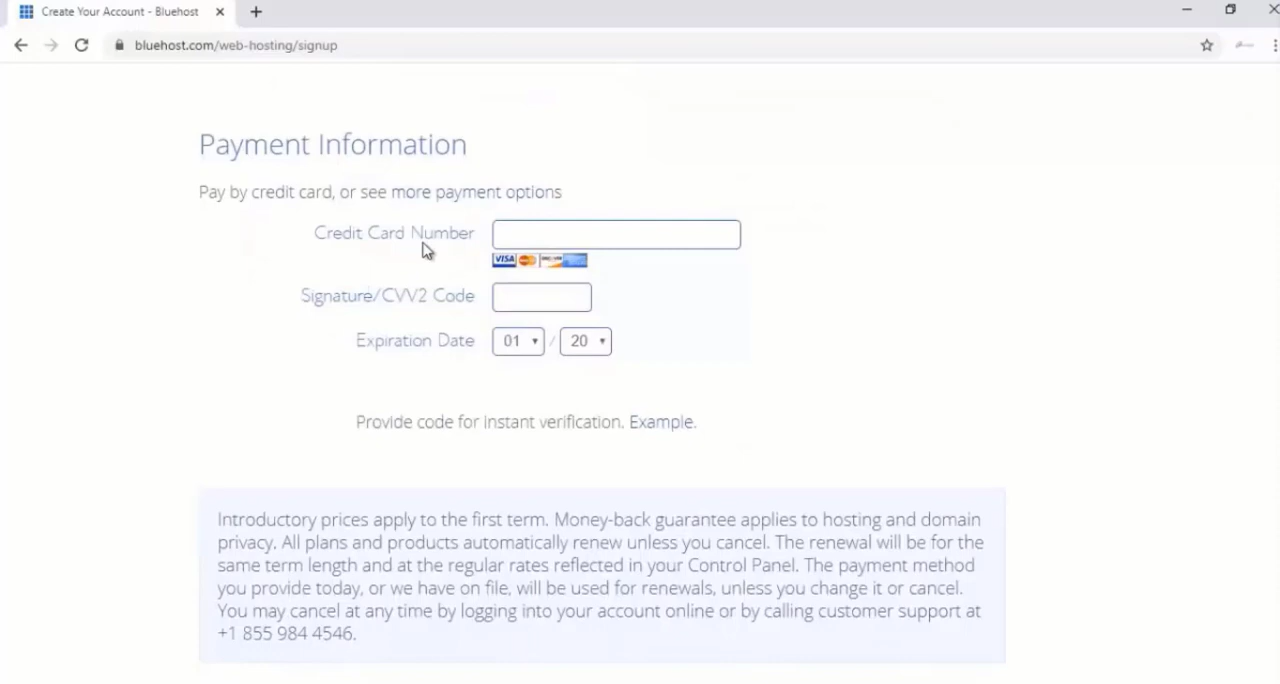 Create Your Account - Bluehost
bluehost.com/web-hosting/signup
Payment Information
Pay by credit card, or see more payment options
Credit Card Number
VISA
Signature/CVV2 Code
Expiration Date 01 / 20
Provide code for instant verification. Example.
Introductory prices apply to the first term. Money-back guarantee applies to hosting and domain
privacy. All plans and products automatically renew unless you cancel. The renewal will be for the
same term length and at the regular rates reflected in your Control Panel. The payment method
you provide today, or we have on file, will be used for renewals, unless you change it or cancel.
You may cancel at any time by logging into your account online or by calling customer support at
+1 855 984 4546.